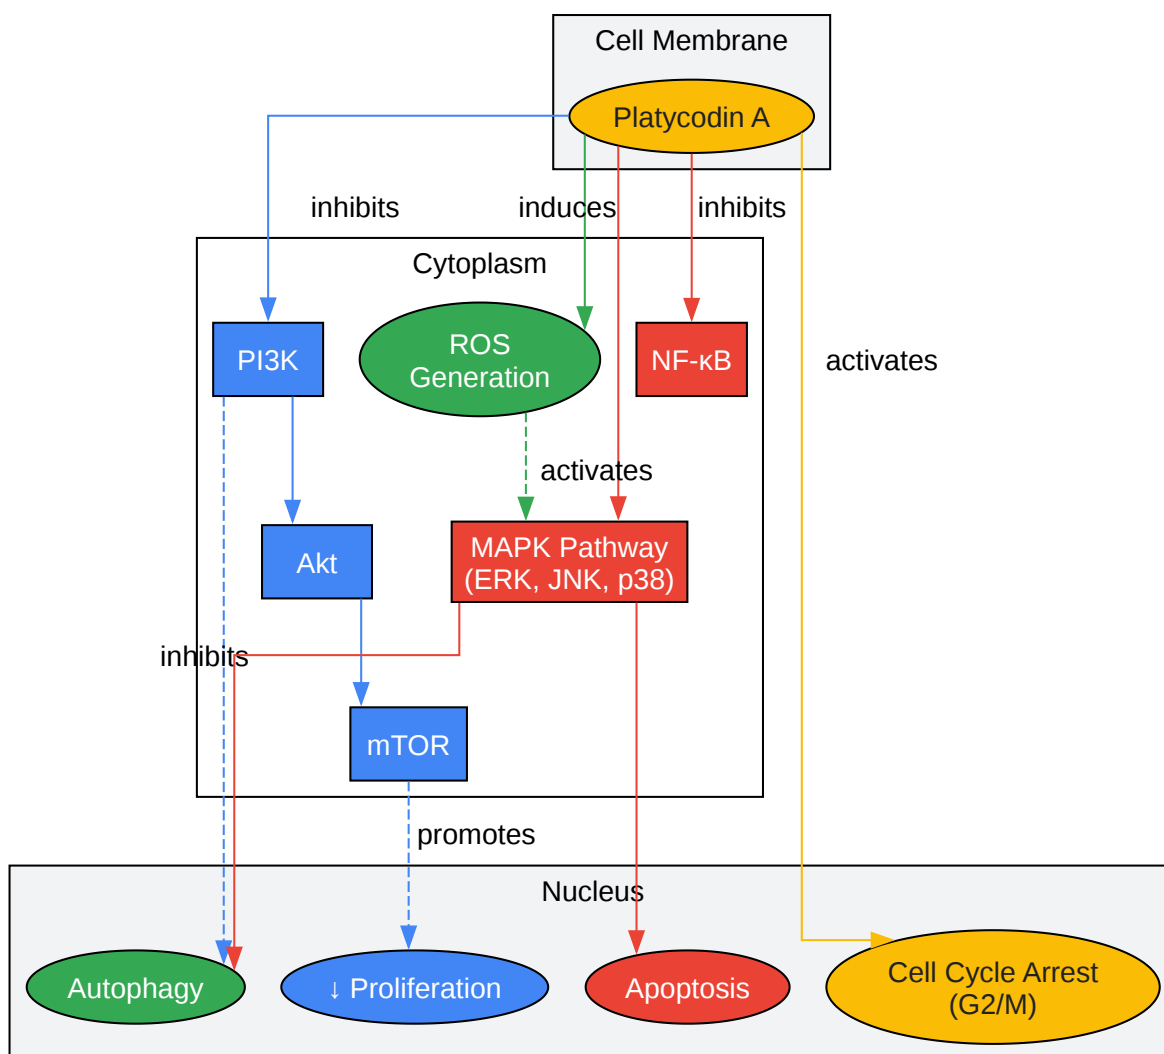 Cell Membrane
Platycodin A
inhibits
induces
inhibits
Cytoplasm
PI3K
ROS
Generation
NF-κB
activates
activates
Akt
MAPK Pathway
(ERK, JNK, p38)
inhibits
mTOR
promotes
Nucleus
Autophagy
↓ Proliferation
Apoptosis
Cell Cycle Arrest
(G2/M)